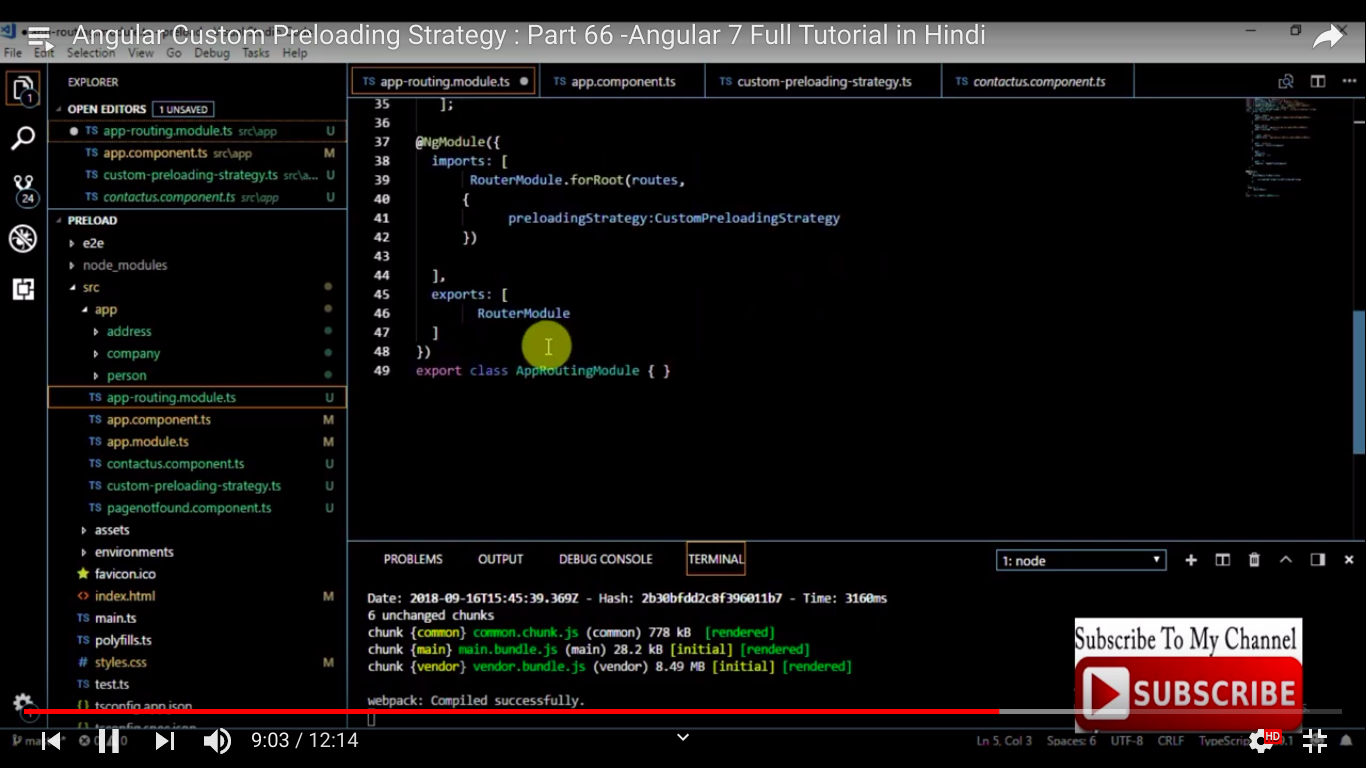 Angular Custom Preloading Strategy : Part 66 -Angular 7 Full Tutorial in Hindi
File Edit Selection View Go Debug Tasks Help
EXPLORER
OPEN EDITORS 1 UNSAVED
TS app-routing.module.ts src\app U
TS app.component.ts src\app M
TS custom-preloading-strategy.ts src\a... U
TS contactus.component.ts src\app U
24
PRELOAD
e2e
node_modules
src
app
address
company
person
TS app-routing.module.ts U
TS app.component.ts M
TS app.module.ts M
TS contactus.component.ts U
TS custom-preloading-strategy.ts U
TS pagenotfound.component.ts U
assets
environments
favicon.ico
index.html M
TS main.ts
TS polyfills.ts
# styles.css M
TS test.ts
{} tsconfig.app.json
TS app-routing.module.ts TS app.component.ts TS custom-preloading-strategy.ts TS contactus.component.ts
35 ];
36
37 @NgModule({
38 imports: [
39 RouterModule.forRoot(routes,
40 {
41 preloadingStrategy:CustomPreloadingStrategy
42 })
43
44 ],
45 exports: [
46 RouterModule
47 ]
48 })
49 export class AppRoutingModule { }
PROBLEMS OUTPUT DEBUG CONSOLE TERMINAL 1: node
Date: 2018-09-16T15:45:39.369Z - Hash: 2b30bfdd2c8f396011b7 - Time: 3160ms
6 unchanged chunks
chunk {common} common.chunk.js (common) 778 kB [rendered]
chunk {main} main.bundle.js (main) 28.2 kB [initial] [rendered]
chunk {vendor} vendor.bundle.js (vendor) 8.49 MB [initial] [rendered]
webpack: Compiled successfully.
Subscribe To My Channel
SUBSCRIBE
9:03 / 12:14
Ln 5, Col 3 Spaces: 6 UTF-8 CRLF
HD